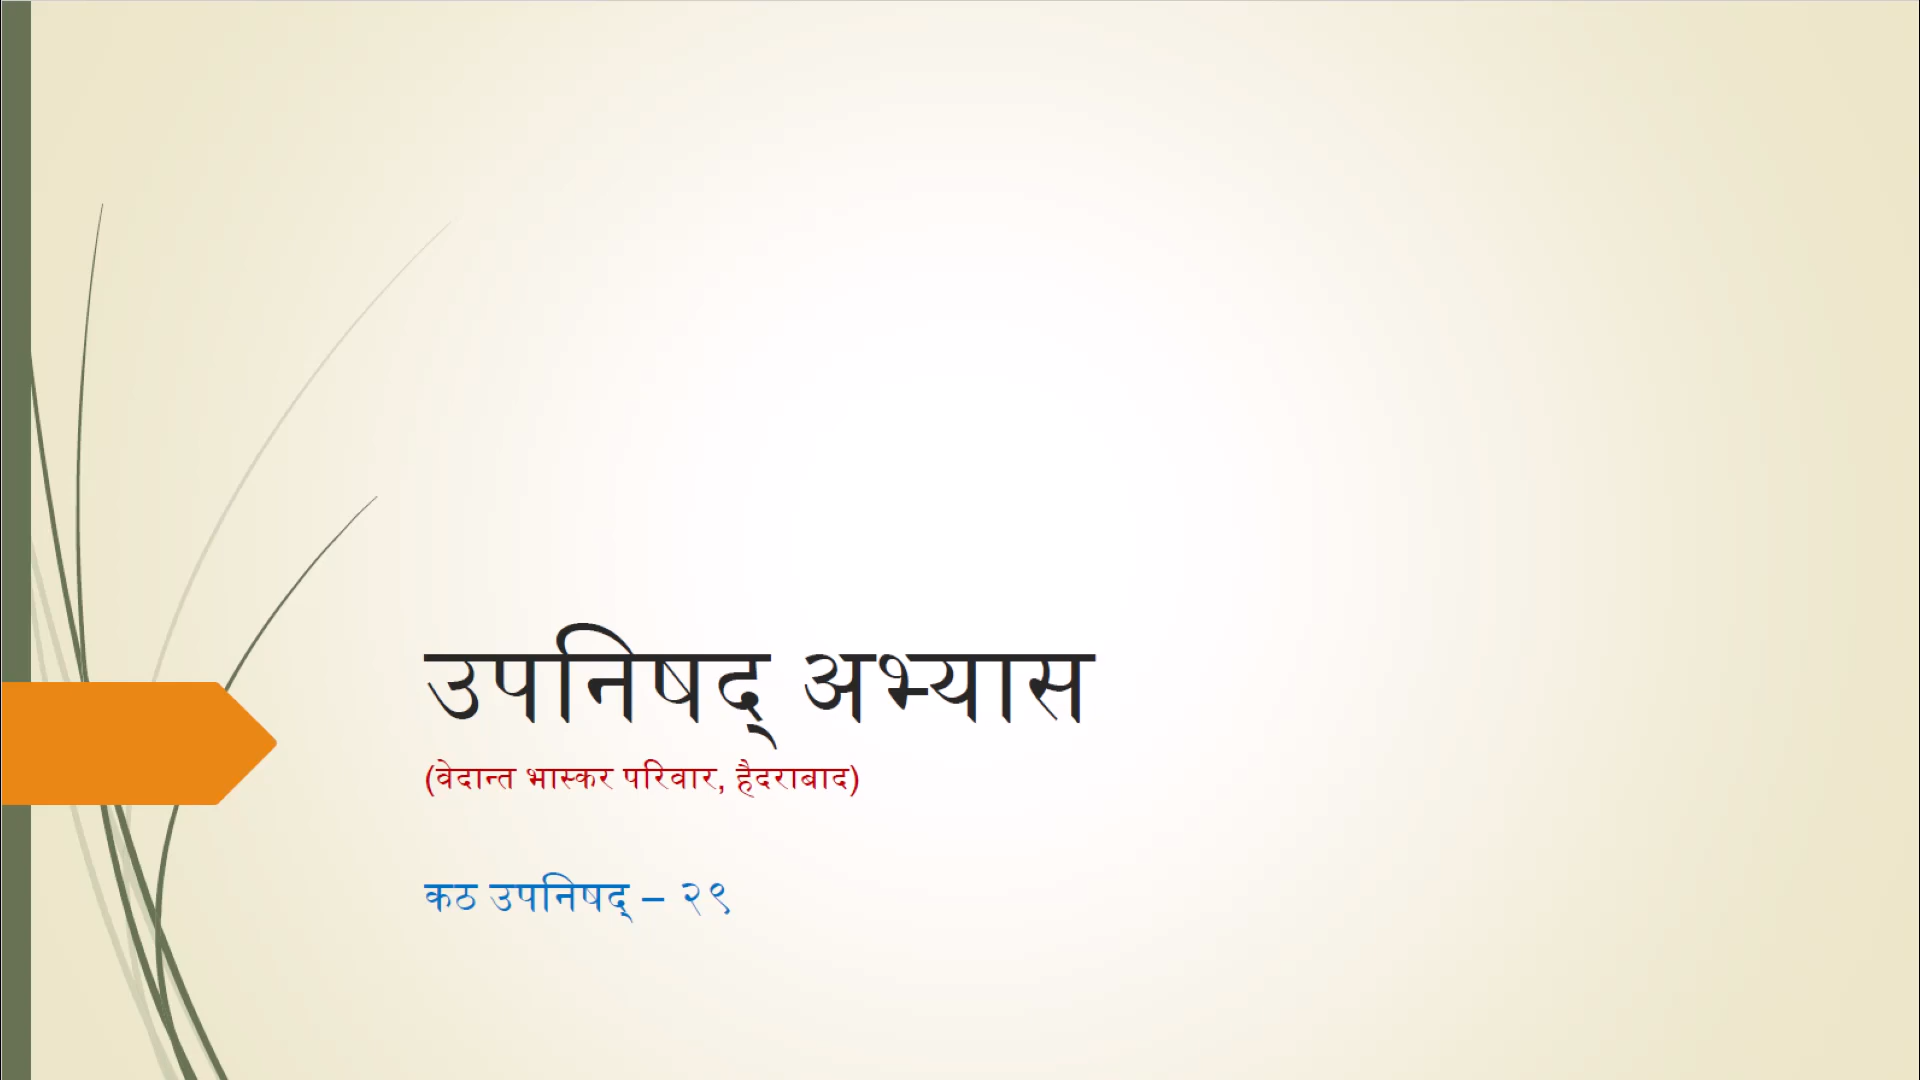 उपनिषद् अभ्यास
(वेदान्त भास्कर परिवार, हैदराबाद)
कठ उपनिषद् – २९